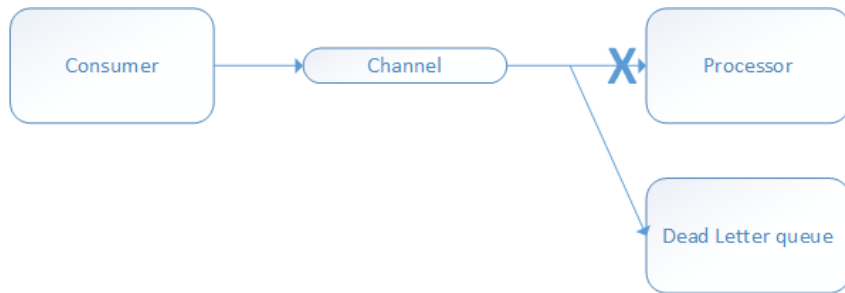 Consumer
Channel
X
Processor
Dead Letter queue